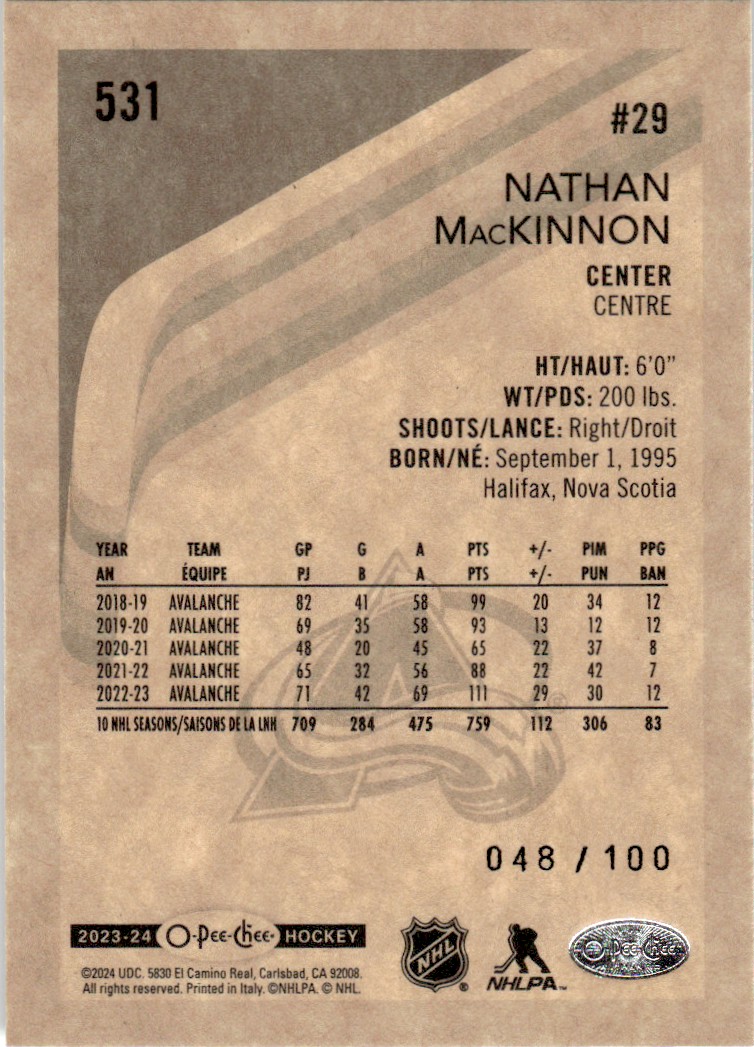 531
#29
NATHAN
MacKINNON
CENTER
CENTRE
HT/HAUT: 6'0"
WT/PDS: 200 lbs.
SHOOTS/LANCE: Right/Droit
BORN/NÉ: September 1, 1995
Halifax, Nova Scotia
YEAR TEAM GP G A PTS +/- PIM PPG
AN ÉQUIPE PJ B A PTS +/- PUN BAN
2018-19 AVALANCHE 82 41 58 99 20 34 12
2019-20 AVALANCHE 69 35 58 93 13 12 12
2020-21 AVALANCHE 48 20 45 65 22 37 8
2021-22 AVALANCHE 65 32 56 88 22 42 7
2022-23 AVALANCHE 71 42 69 111 29 30 12
10 NHL SEASONS/SAISONS DE LA LNH 709 284 475 759 112 306 83
®
048 / 100
2023-24 O-Pee-Chee® HOCKEY
NHL ®
NHLPA™
O-Pee-Chee
©2024 UDC. 5830 El Camino Real, Carlsbad, CA 92008.
All rights reserved. Printed in Italy. ©NHLPA. © NHL.